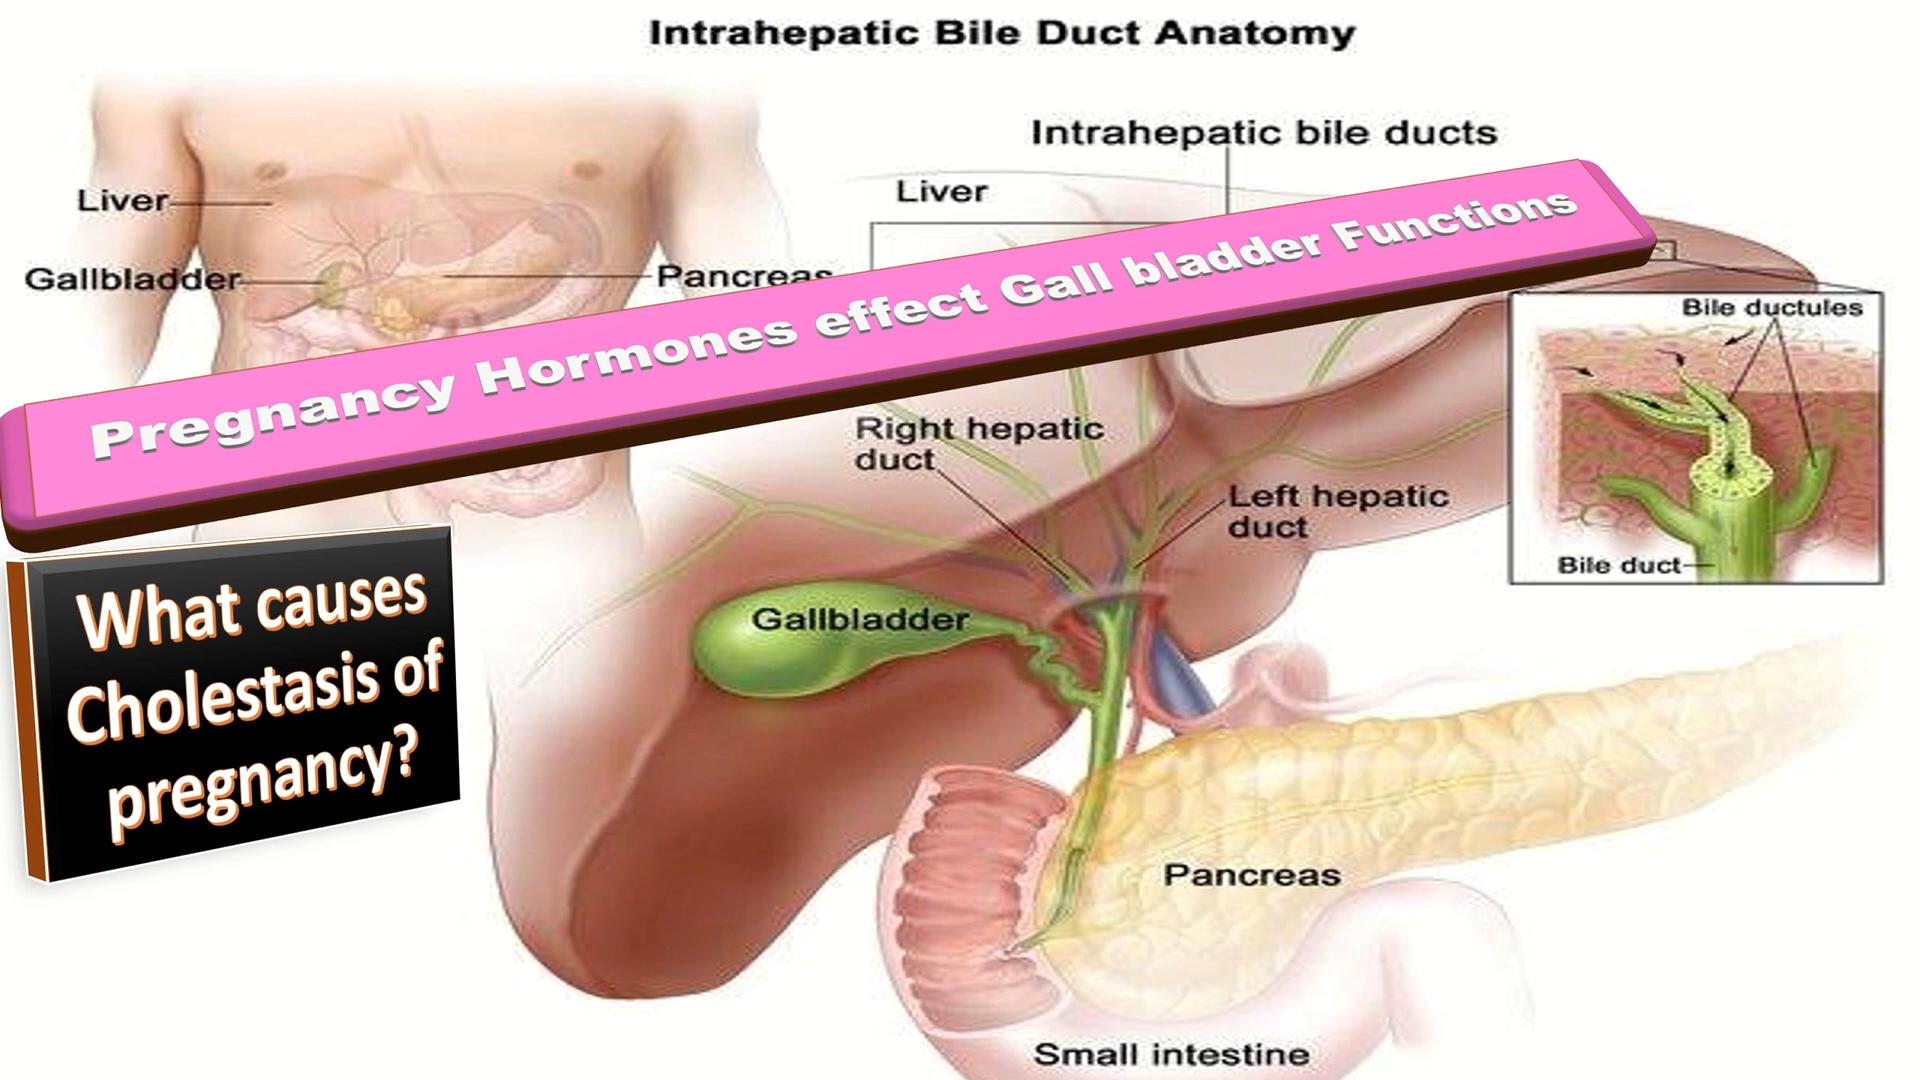 Intrahepatic Bile Duct Anatomy
Intrahepatic bile ducts
Liver
Liver
Gallbladder
Pancreas
Pregnancy Hormones effect Gall bladder Functions
Bile ductules
Bile duct
Right hepatic
duct
Left hepatic
duct
Gallbladder
What causes
Cholestasis of
pregnancy?
Pancreas
Small intestine